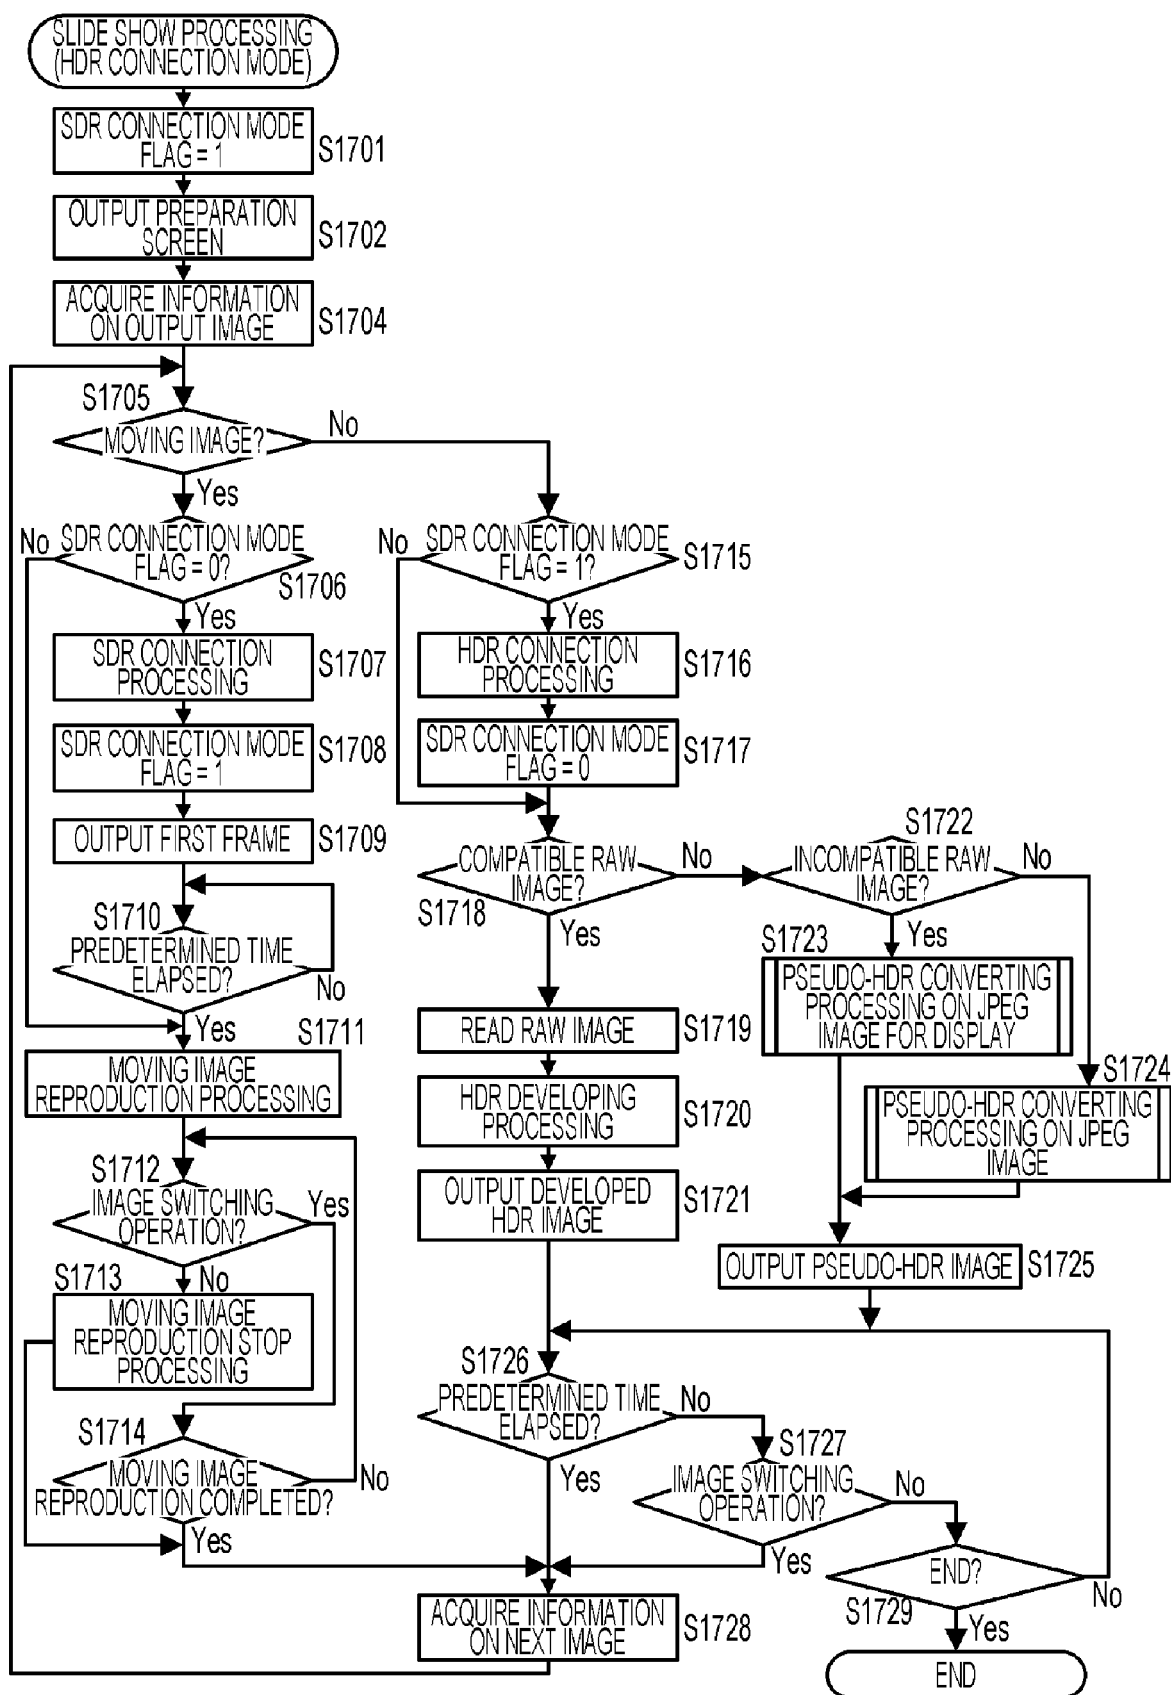 SLIDE SHOW PROCESSING
(HDR CONNECTION MODE)
SDR CONNECTION MODE
FLAG = 1
S1701
OUTPUT PREPARATION
SCREEN
S1702
ACQUIRE INFORMATION
ON OUTPUT IMAGE
S1704
S1705
MOVING IMAGE?
No
Yes
No
SDR CONNECTION MODE
FLAG = 0?
S1706
Yes
SDR CONNECTION
PROCESSING
S1707
SDR CONNECTION MODE
FLAG = 1
S1708
OUTPUT FIRST FRAME
S1709
S1710
PREDETERMINED TIME
ELAPSED?
No
Yes
S1711
MOVING IMAGE
REPRODUCTION PROCESSING
S1712
IMAGE SWITCHING
OPERATION?
Yes
No
S1713
MOVING IMAGE
REPRODUCTION STOP
PROCESSING
S1714
MOVING IMAGE
REPRODUCTION COMPLETED?
No
Yes
No
SDR CONNECTION MODE
FLAG = 1?
S1715
Yes
HDR CONNECTION
PROCESSING
S1716
SDR CONNECTION MODE
FLAG = 0
S1717
COMPATIBLE RAW
IMAGE?
S1718
No
Yes
S1722
INCOMPATIBLE RAW
IMAGE?
No
Yes
S1723
PSEUDO-HDR CONVERTING
PROCESSING ON JPEG
IMAGE FOR DISPLAY
S1724
PSEUDO-HDR CONVERTING
PROCESSING ON JPEG
IMAGE
READ RAW IMAGE
S1719
HDR DEVELOPING
PROCESSING
S1720
OUTPUT DEVELOPED
HDR IMAGE
S1721
OUTPUT PSEUDO-HDR IMAGE
S1725
S1726
PREDETERMINED TIME
ELAPSED?
No
Yes
S1727
IMAGE SWITCHING
OPERATION?
No
Yes
END?
S1729
No
Yes
ACQUIRE INFORMATION
ON NEXT IMAGE
S1728
END